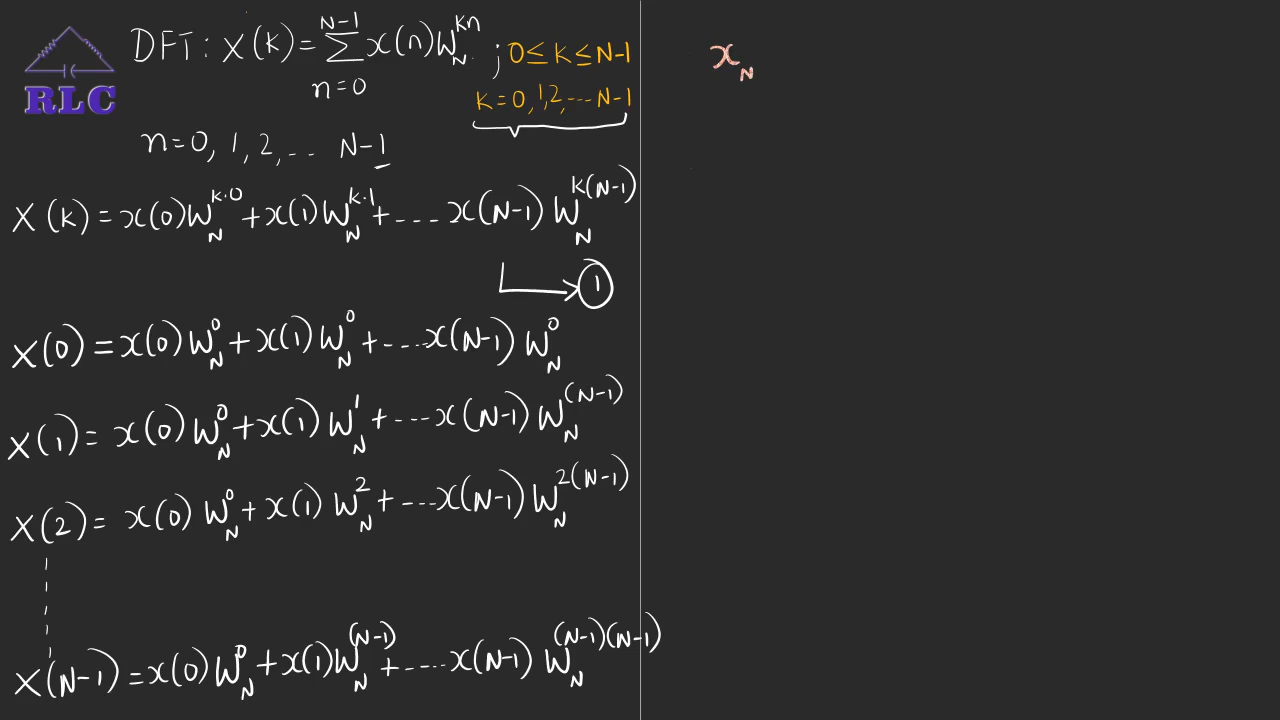 RLC
DFT: X(k) = \sum_{n=0}^{N-1} x(n) W_N^{kn} ; 0 ≤ k ≤ N-1
k = 0, 1, 2, ... N-1
n = 0, 1, 2, ... N-1
X(k) = x(0) W_N^{k·0} + x(1) W_N^{k·1} + .... x(N-1) W_N^{k(N-1)}
1
X(0) = x(0) W_N^0 + x(1) W_N^0 + .... x(N-1) W_N^0
X(1) = x(0) W_N^0 + x(1) W_N^1 + .... x(N-1) W_N^{(N-1)}
X(2) = x(0) W_N^0 + x(1) W_N^2 + .... x(N-1) W_N^{2(N-1)}
X(N-1) = x(0) W_N^0 + x(1) W_N^{(N-1)} + .... x(N-1) W_N^{(N-1)(N-1)}
x_N